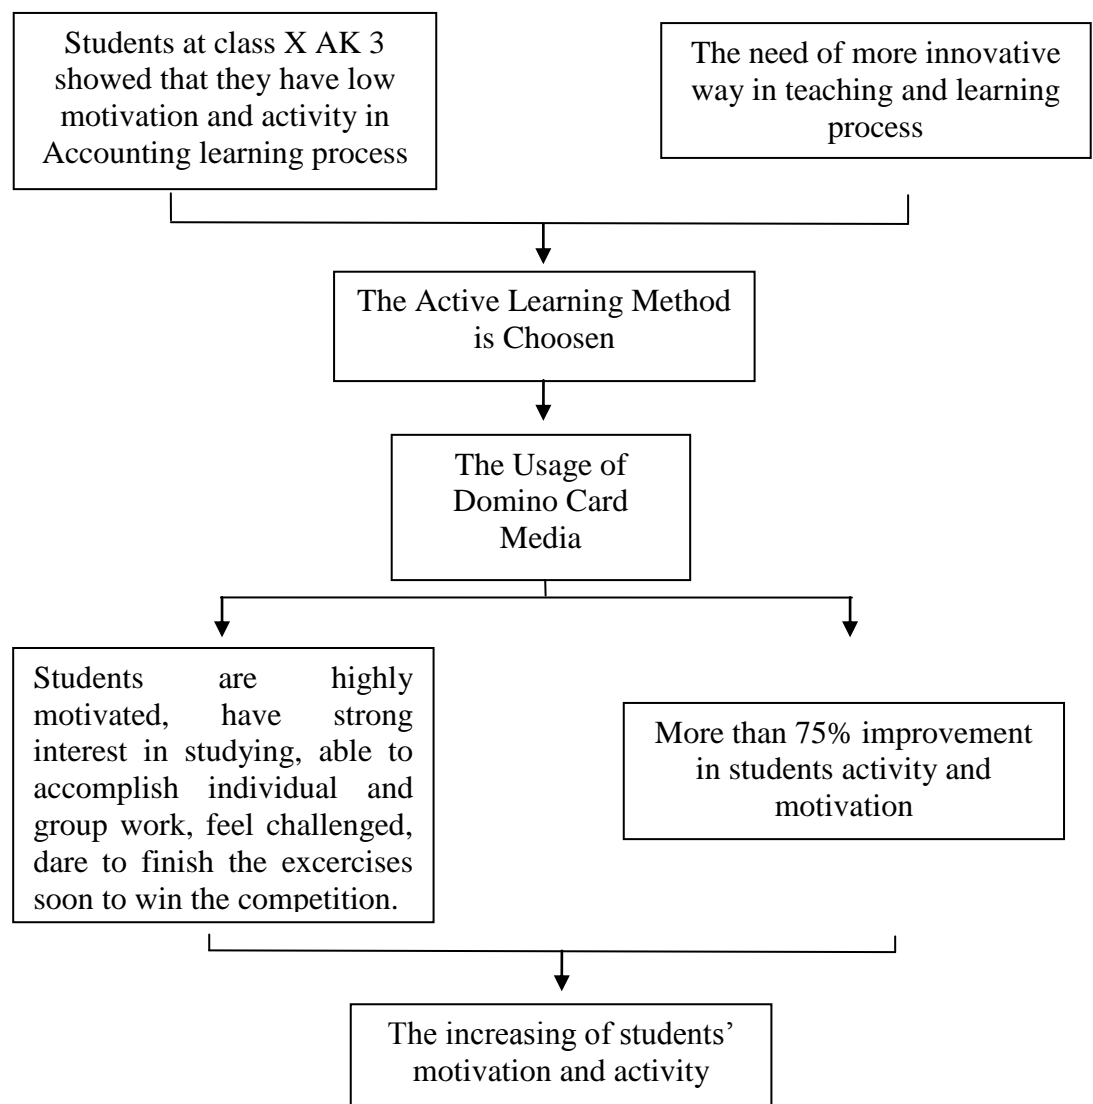 Students at class X AK 3
showed that they have low
motivation and activity in
Accounting learning process
The need of more innovative
way in teaching and learning
process
The Active Learning Method
is Choosen
The Usage of
Domino Card
Media
Students are highly
motivated, have strong
interest in studying, able to
accomplish individual and
group work, feel challenged,
dare to finish the excercises
soon to win the competition.
More than 75% improvement
in students activity and
motivation
The increasing of students’
motivation and activity